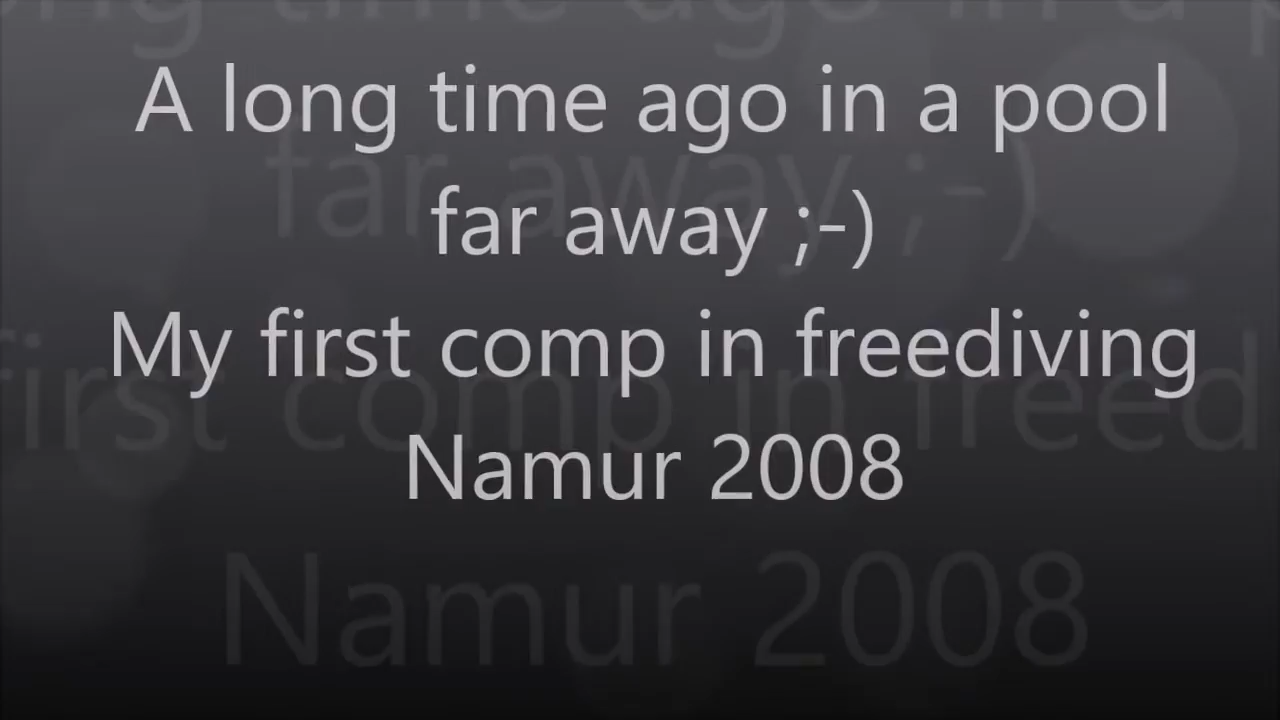 A long time ago in a pool
far away ;-)
My first comp in freediving
Namur 2008